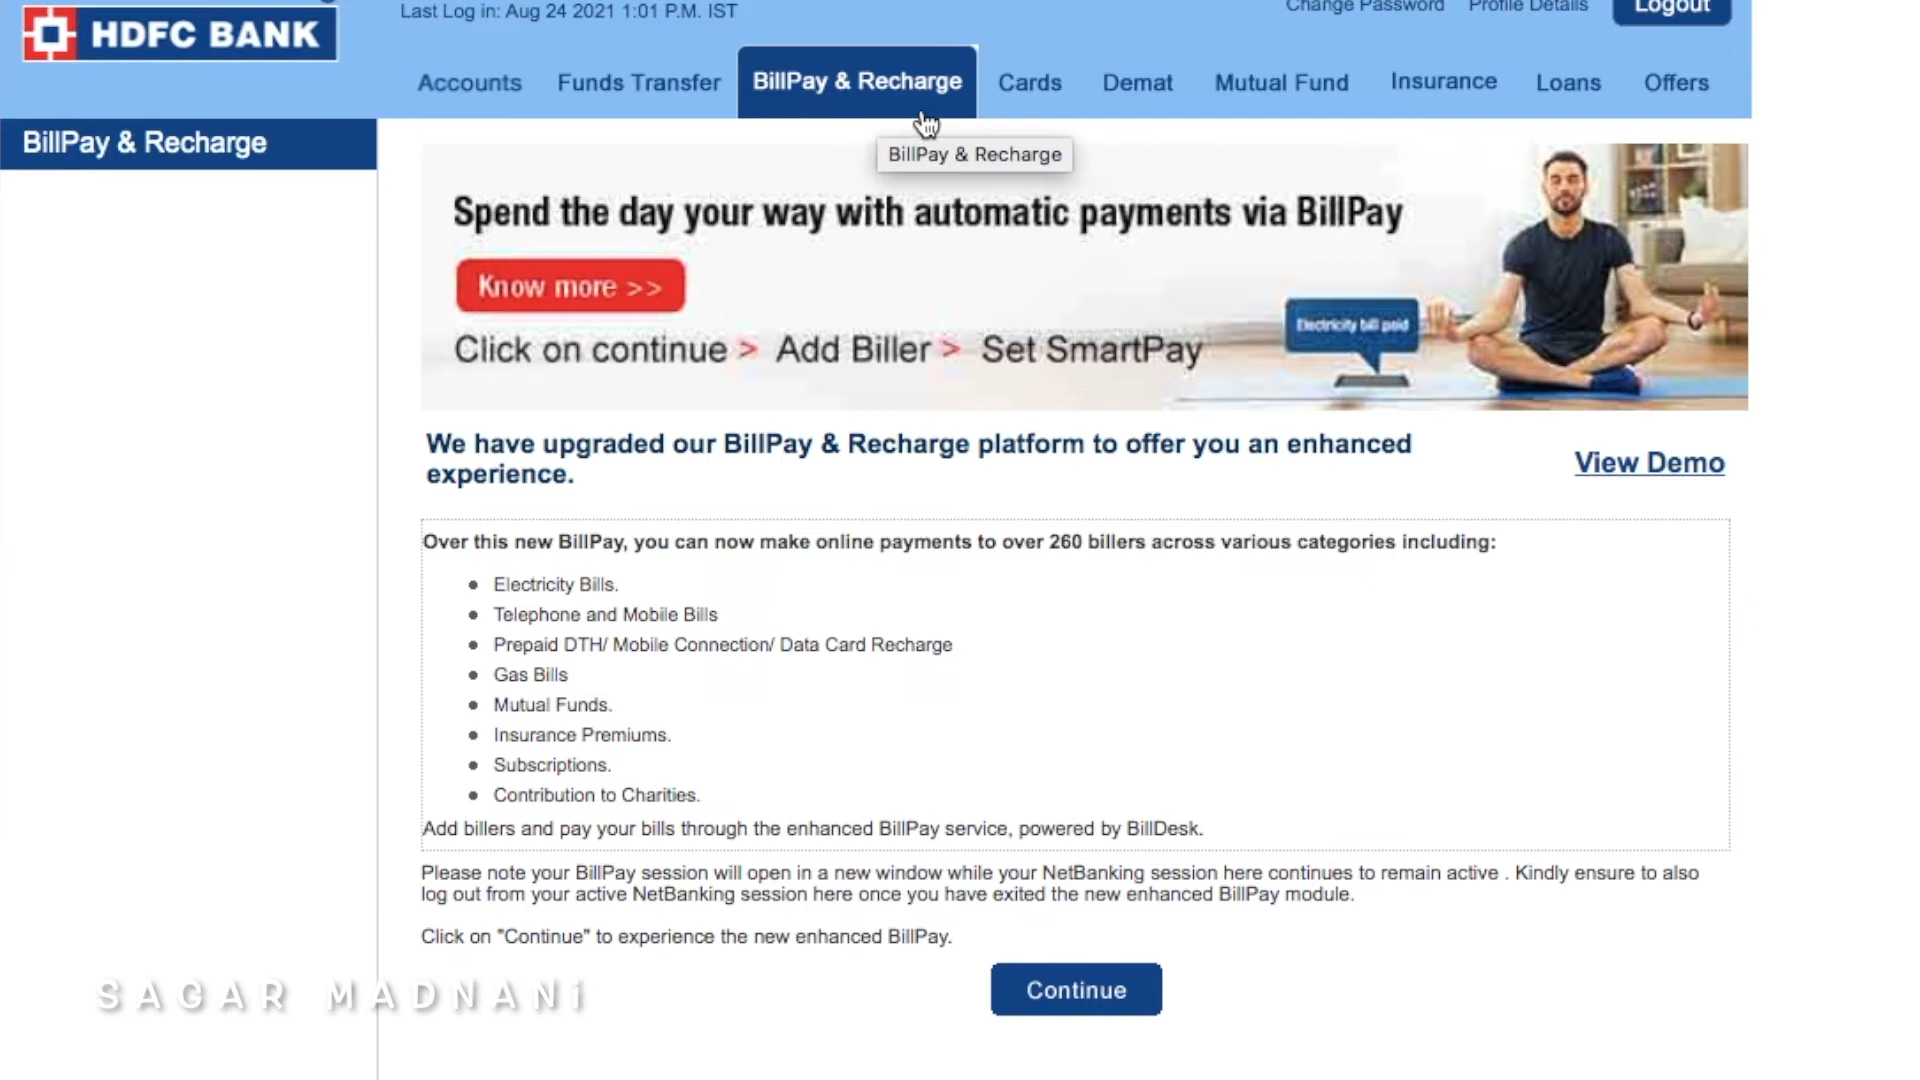 HDFC BANK
Last Log in: Aug 24 2021 1:01 P.M. IST
Change Password Profile Details Logout
Accounts Funds Transfer BillPay & Recharge Cards Demat Mutual Fund Insurance Loans Offers
BillPay & Recharge
BillPay & Recharge
Spend the day your way with automatic payments via BillPay
Know more >>
Electricity bill paid
Click on continue > Add Biller > Set SmartPay
We have upgraded our BillPay & Recharge platform to offer you an enhanced
experience.
View Demo
Over this new BillPay, you can now make online payments to over 260 billers across various categories including:
Electricity Bills.
Telephone and Mobile Bills
Prepaid DTH/ Mobile Connection/ Data Card Recharge
Gas Bills
Mutual Funds.
Insurance Premiums.
Subscriptions.
Contribution to Charities.
Add billers and pay your bills through the enhanced BillPay service, powered by BillDesk.
Please note your BillPay session will open in a new window while your NetBanking session here continues to remain active . Kindly ensure to also
log out from your active NetBanking session here once you have exited the new enhanced BillPay module.
Click on "Continue" to experience the new enhanced BillPay.
Continue
SAGAR MADNANi